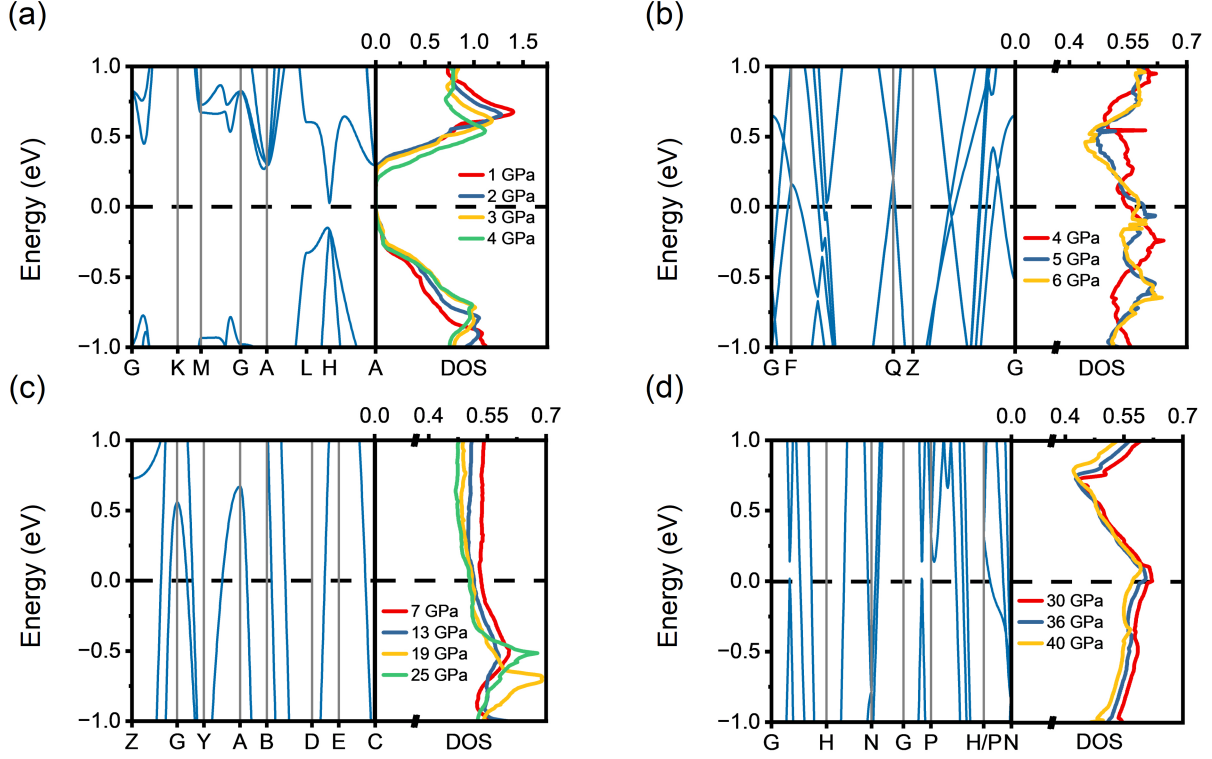 (a)
0.0 0.5 1.0 1.5
1.0
0.5
0.0
−0.5
−1.0
Energy (eV)
1 GPa
2 GPa
3 GPa
4 GPa
G K M G A L H A DOS
(b)
0.0 0.4 0.55 0.7
1.0
0.5
0.0
−0.5
−1.0
Energy (eV)
4 GPa
5 GPa
6 GPa
G F Q Z G DOS
(c)
0.0 0.4 0.55 0.7
1.0
0.5
0.0
−0.5
−1.0
Energy (eV)
7 GPa
13 GPa
19 GPa
25 GPa
Z G Y A B D E C DOS
(d)
0.0 0.4 0.55 0.7
1.0
0.5
0.0
−0.5
−1.0
Energy (eV)
30 GPa
36 GPa
40 GPa
G H N G P H/P N DOS